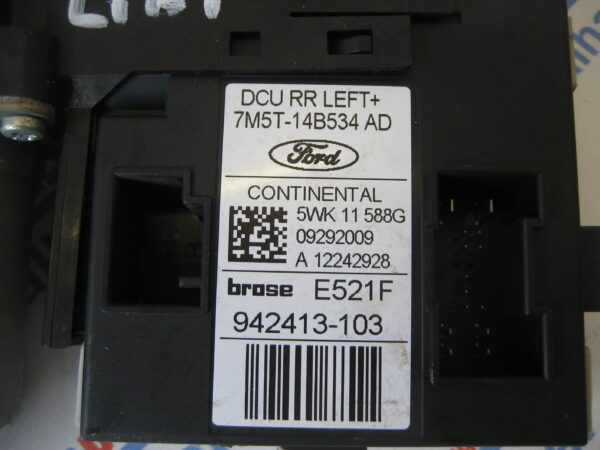 DCU RR LEFT+
7M5T-14B534 AD
Ford
CONTINENTAL
5WK 11 588G
09292009
A 12242928
brose E521F
942413-103